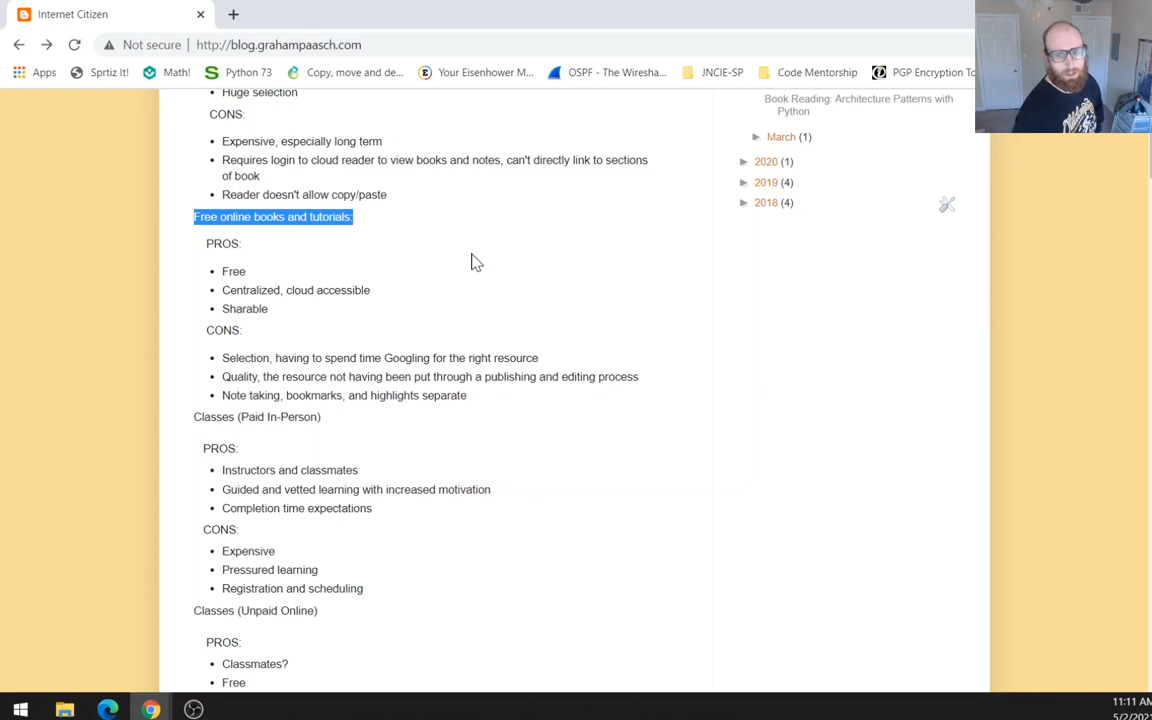 Internet Citizen
Not secure | http://blog.grahampaasch.com
Apps Sprtiz It! Math! Python 73 Copy, move and de... Your Eisenhower M... OSPF - The Wiresha... JNCIE-SP Code Mentorship PGP Encryption To
Huge selection
CONS:
Expensive, especially long term
Requires login to cloud reader to view books and notes, can't directly link to sections
of book
Reader doesn't allow copy/paste
Free online books and tutorials:
PROS:
Free
Centralized, cloud accessible
Sharable
CONS:
Selection, having to spend time Googling for the right resource
Quality, the resource not having been put through a publishing and editing process
Note taking, bookmarks, and highlights separate
Classes (Paid In-Person)
PROS:
Instructors and classmates
Guided and vetted learning with increased motivation
Completion time expectations
CONS:
Expensive
Pressured learning
Registration and scheduling
Classes (Unpaid Online)
PROS:
Classmates?
Free
Book Reading: Architecture Patterns with
Python
March (1)
2020 (1)
2019 (4)
2018 (4)
11:11 AM